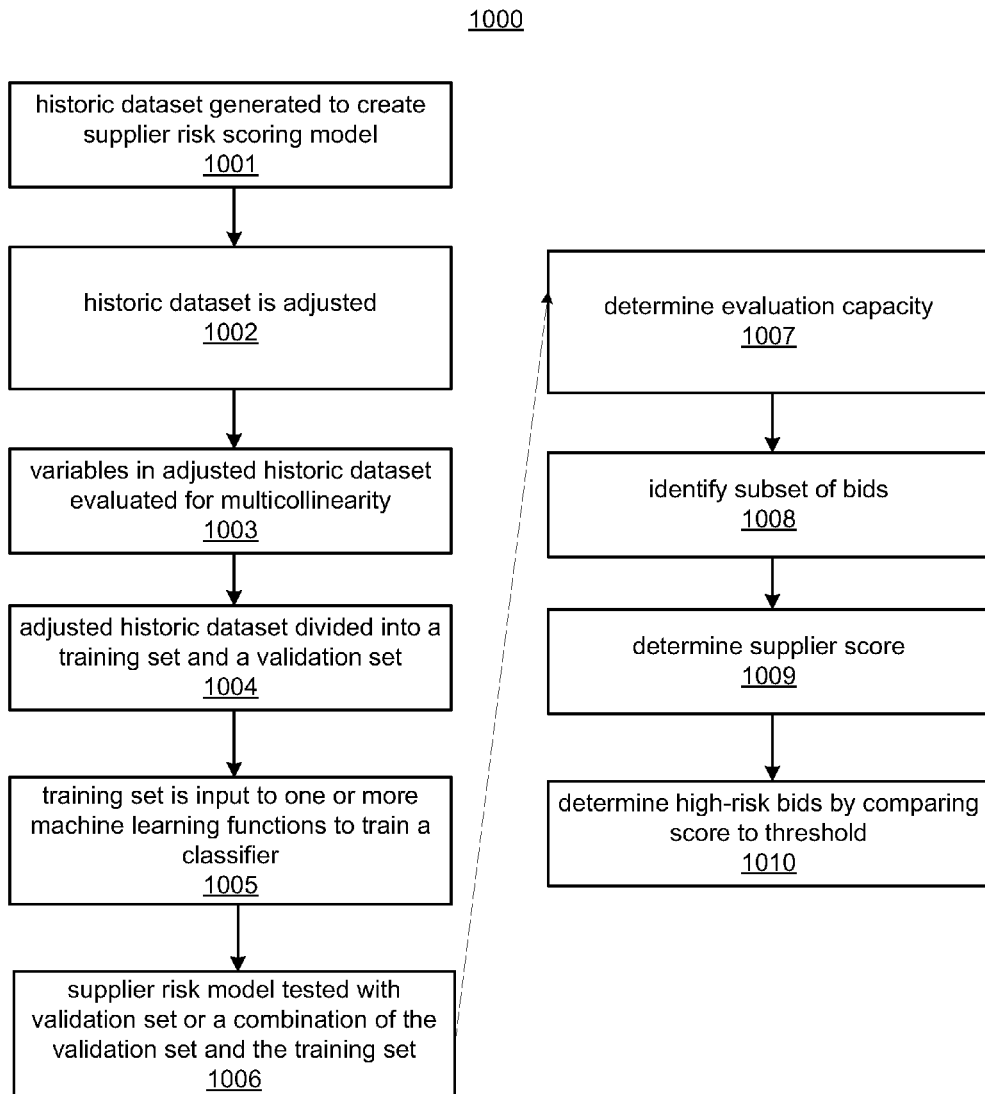 1000
historic dataset generated to create
supplier risk scoring model
1001
historic dataset is adjusted
1002
variables in adjusted historic dataset
evaluated for multicollinearity
1003
adjusted historic dataset divided into a
training set and a validation set
1004
training set is input to one or more
machine learning functions to train a
classifier
1005
supplier risk model tested with
validation set or a combination of the
validation set and the training set
1006
determine evaluation capacity
1007
identify subset of bids
1008
determine supplier score
1009
determine high-risk bids by comparing
score to threshold
1010